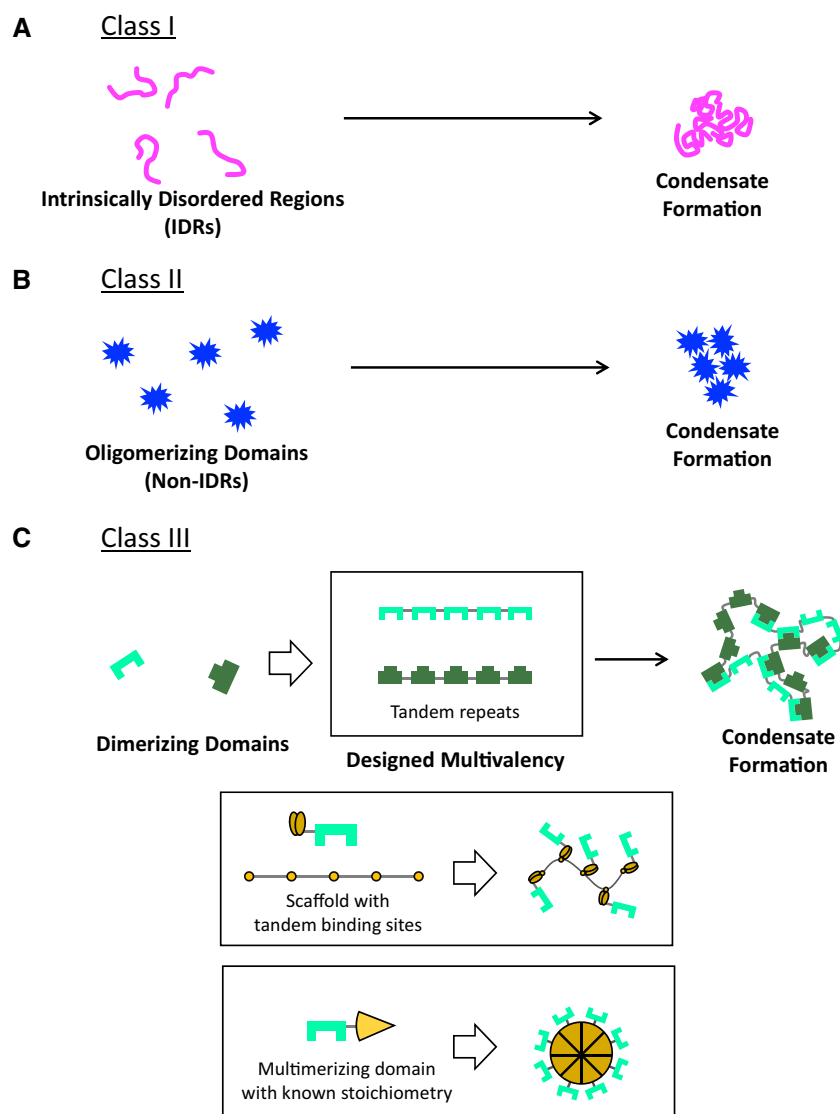 A Class I
Intrinsically Disordered Regions
(IDRs)
Condensate
Formation
B Class II
Oligomerizing Domains
(Non-IDRs)
Condensate
Formation
C Class III
Dimerizing Domains
Tandem repeats
Designed Multivalency
Condensate
Formation
Scaffold with
tandem binding sites
Multimerizing domain
with known stoichiometry